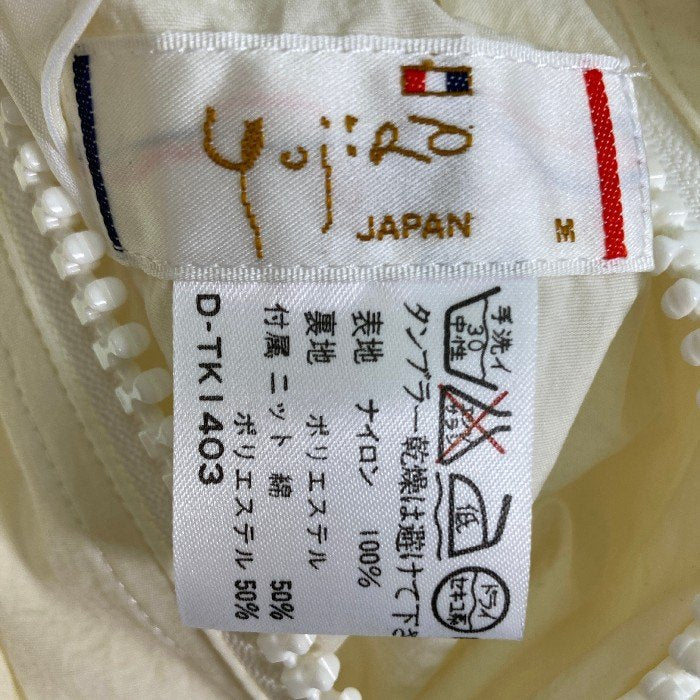 Yoji
JAPAN
M
手洗イ
30
中性
エンソ
サラシ
低
ドライ
セキユ系
タンブラー乾燥は避けて下さ
表地 ナイロン 100%
裏地 ポリエステル
付属 ニット 綿 50%
ポリエステル 50%
D-TK1403